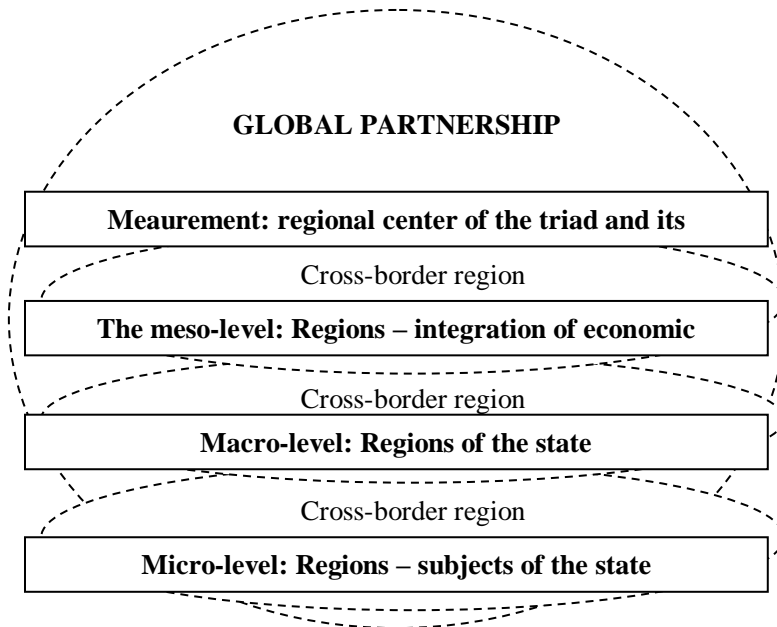 GLOBAL PARTNERSHIP
Meaurement: regional center of the triad and its
Cross-border region
The meso-level: Regions – integration of economic
Cross-border region
Macro-level: Regions of the state
Cross-border region
Micro-level: Regions – subjects of the state